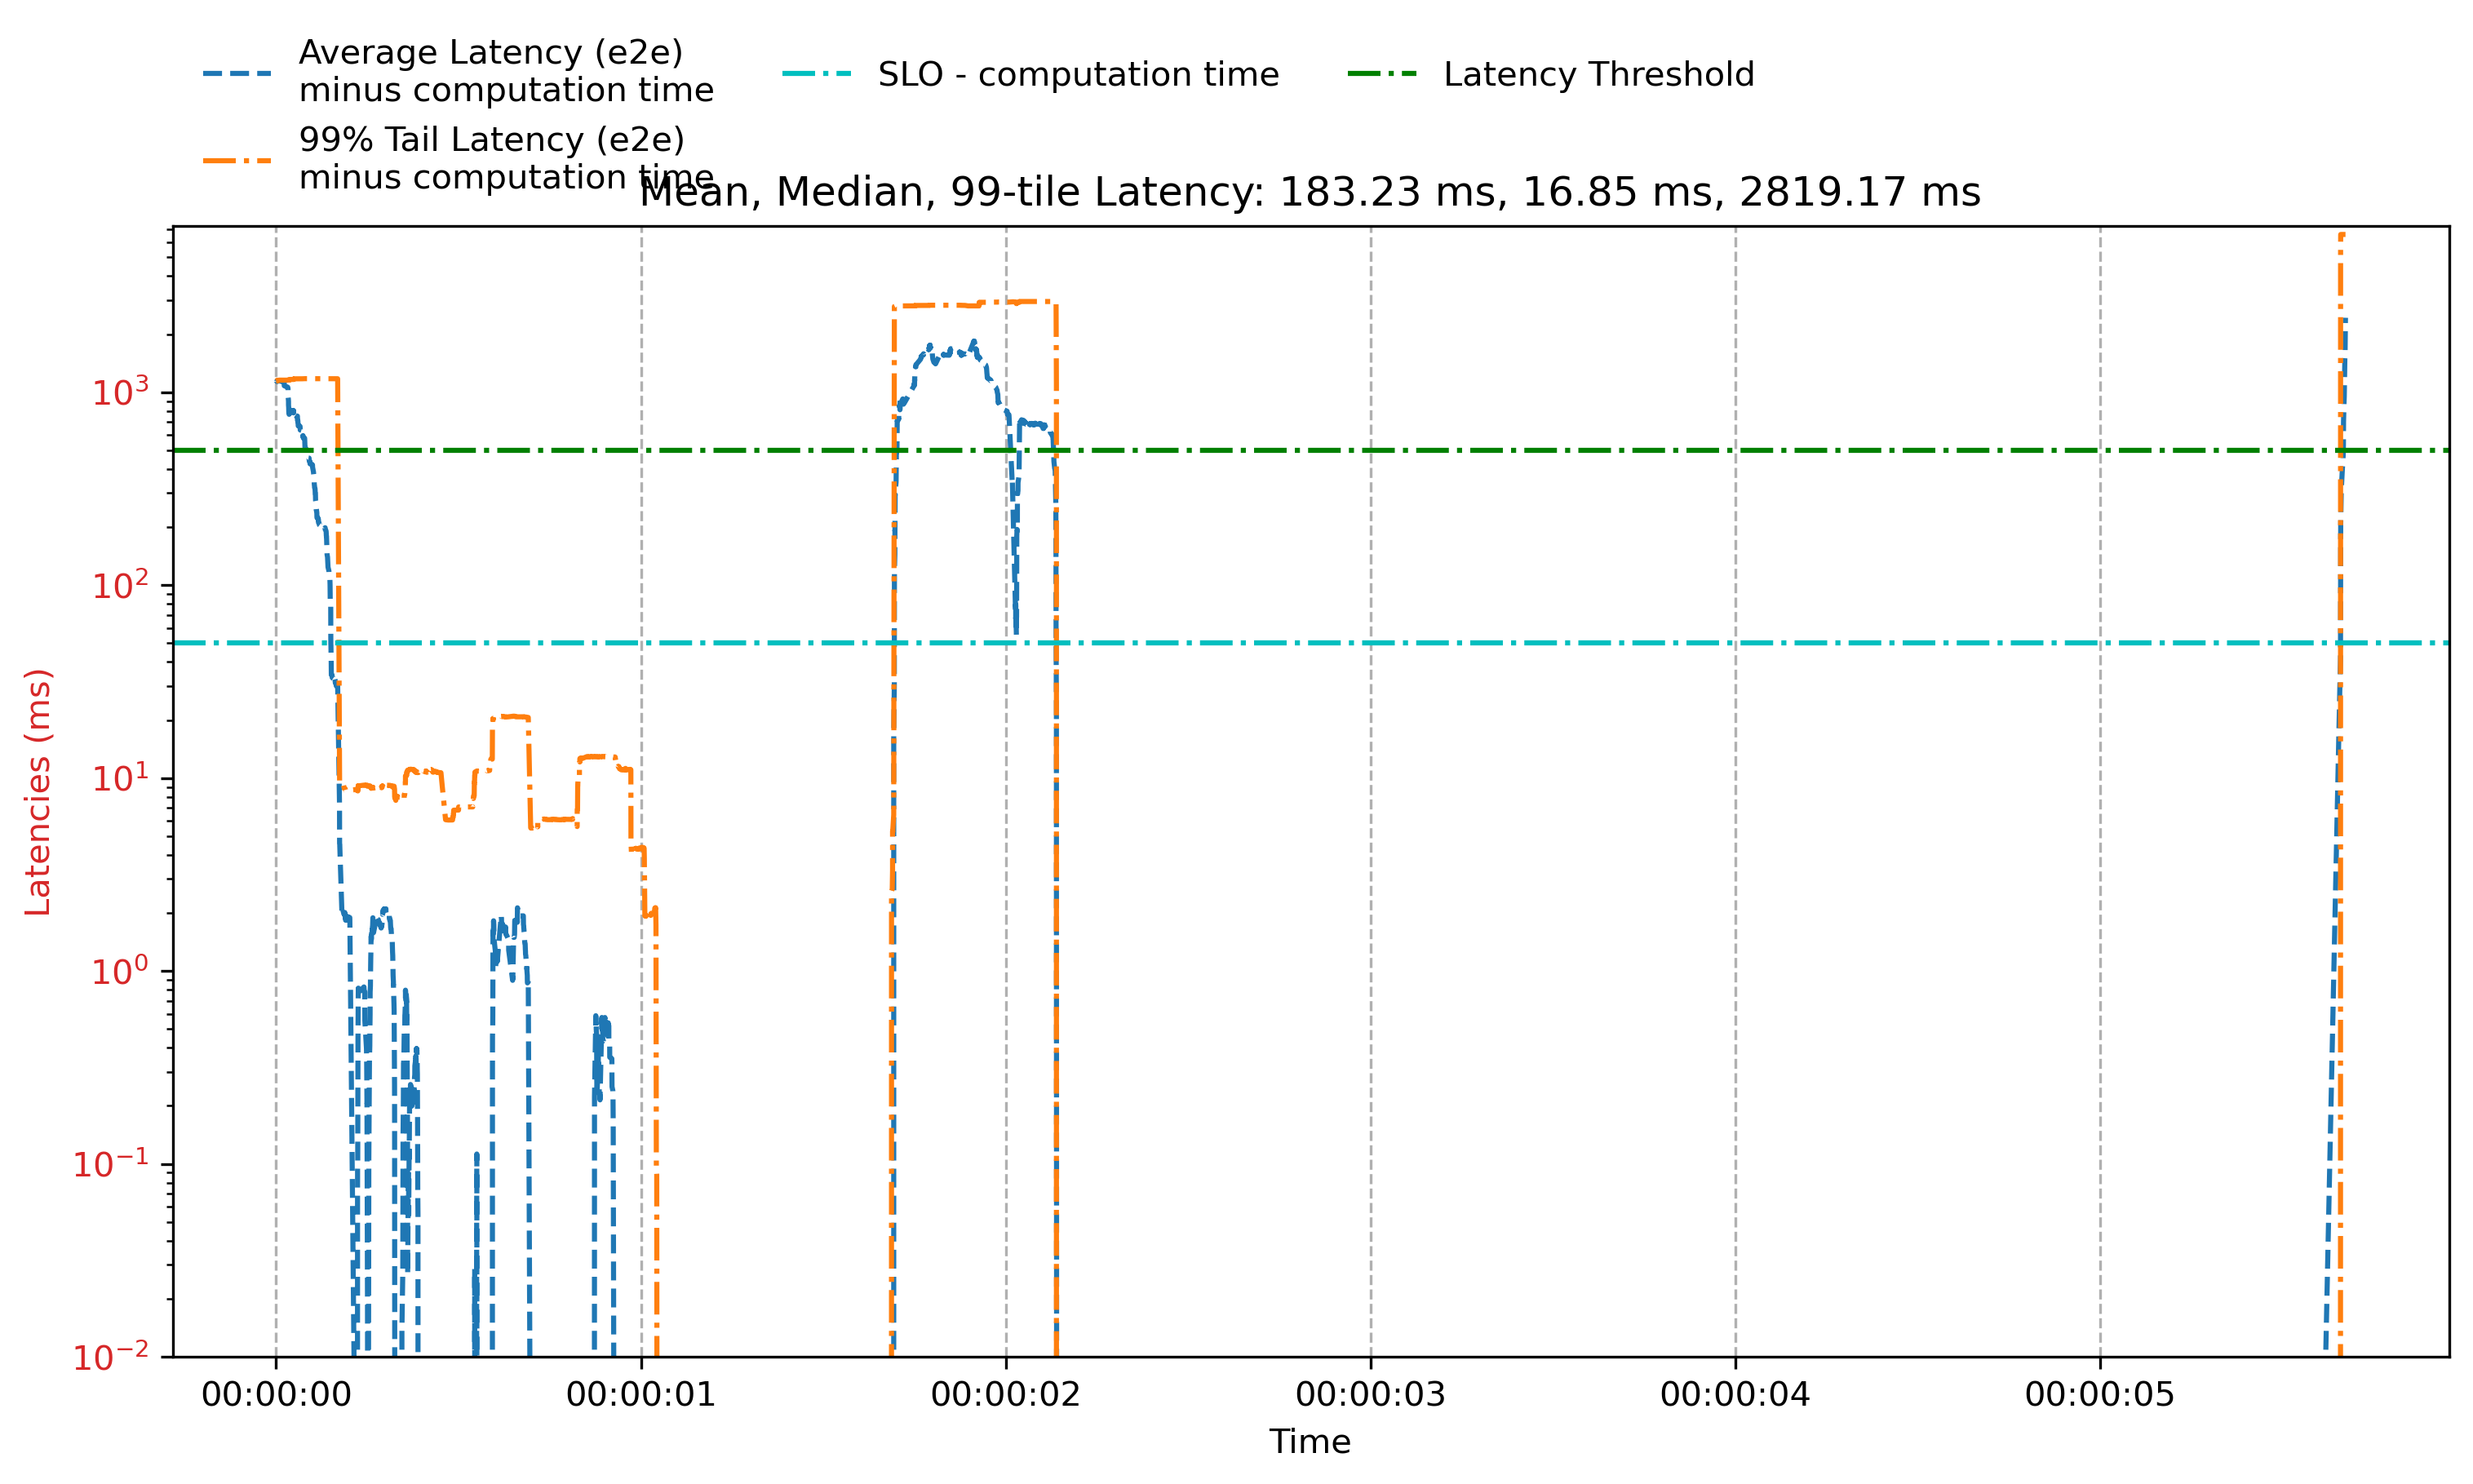 Average Latency (e2e)
minus computation time
99% Tail Latency (e2e)
minus computation time
SLO - computation time
Latency Threshold
Mean, Median, 99-tile Latency: 183.23 ms, 16.85 ms, 2819.17 ms
Latencies (ms)
10³
10²
10¹
10⁰
10⁻¹
10⁻²
00:00:00 00:00:01 00:00:02 00:00:03 00:00:04 00:00:05
Time